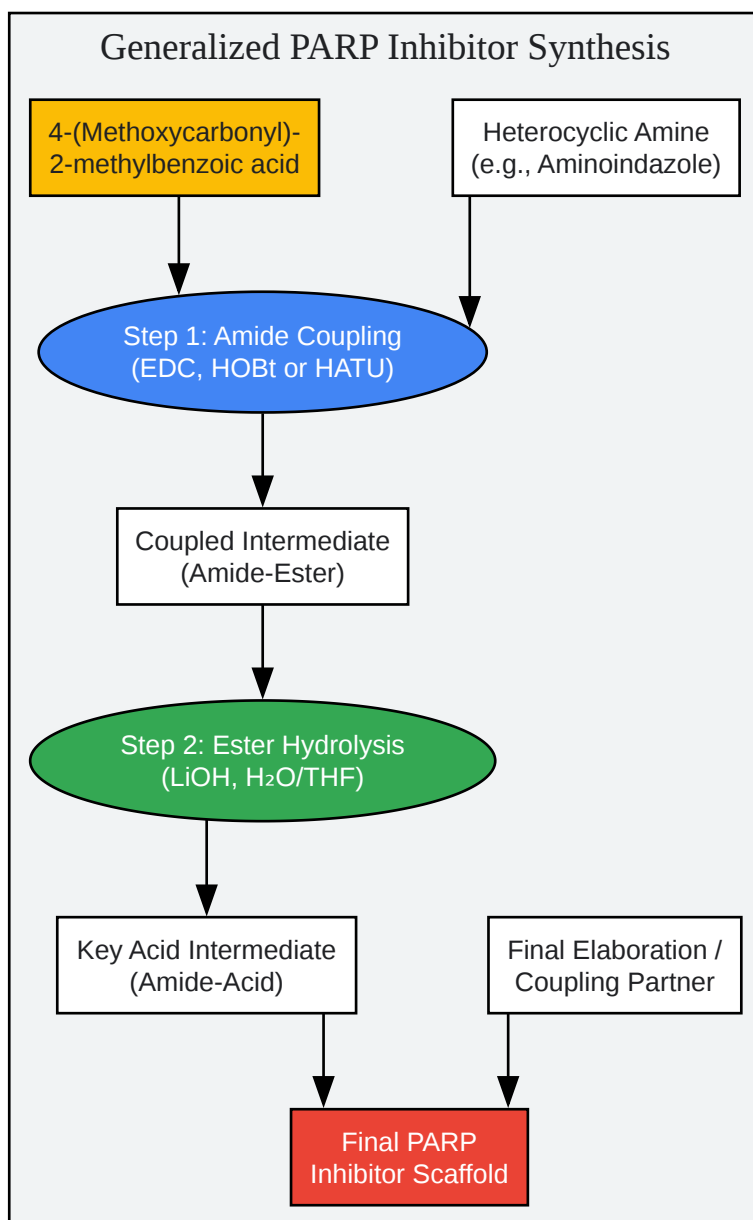 Generalized PARP Inhibitor Synthesis
4-(Methoxycarbonyl)-
2-methylbenzoic acid
Heterocyclic Amine
(e.g., Aminoindazole)
Step 1: Amide Coupling
(EDC, HOBt or HATU)
Coupled Intermediate
(Amide-Ester)
Step 2: Ester Hydrolysis
(LiOH, H₂O/THF)
Key Acid Intermediate
(Amide-Acid)
Final Elaboration /
Coupling Partner
Final PARP
Inhibitor Scaffold